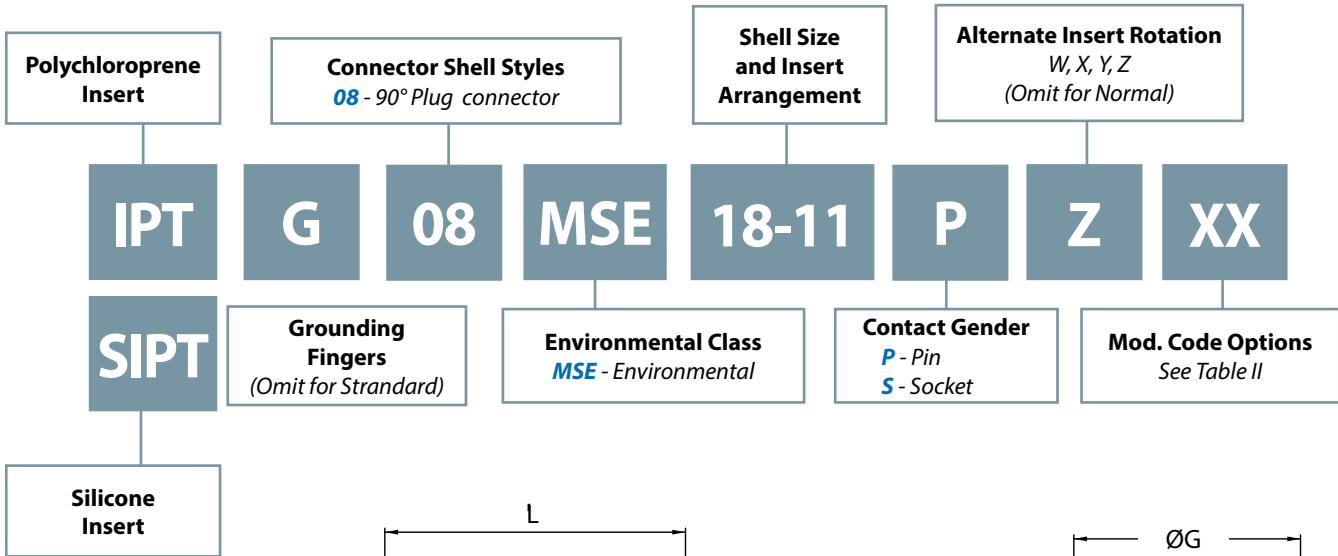 Polychloroprene
Insert
Connector Shell Styles
08 - 90° Plug connector
Shell Size
and Insert
Arrangement
Alternate Insert Rotation
W, X, Y, Z
(Omit for Normal)
IPT G 08 MSE 18-11 P Z XX
SIPT
Grounding
Fingers
(Omit for Strandard)
Environmental Class
MSE - Environmental
Contact Gender
P - Pin
S - Socket
Mod. Code Options
See Table II
Silicone
Insert
L
ØG